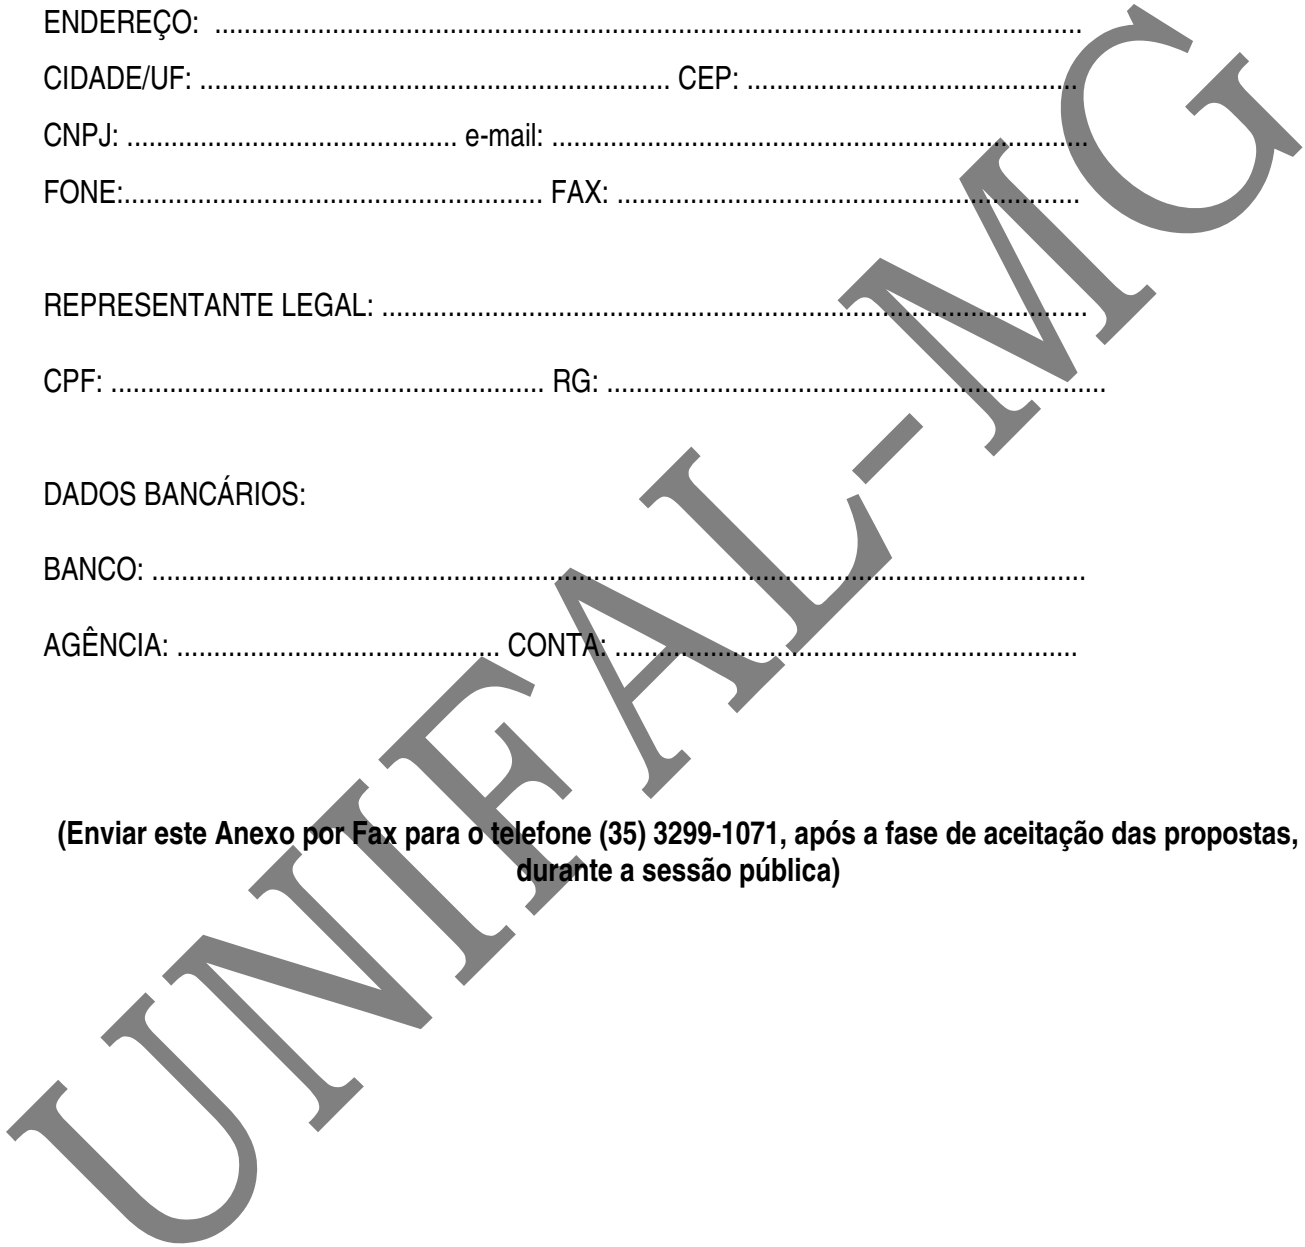 ENDEREÇO: ........................................................................................................................
CIDADE/UF: ................................................................ CEP: .............................................
CNPJ: ............................................. e-mail: .........................................................................
FONE:......................................................... FAX: ...............................................................
REPRESENTANTE LEGAL: ................................................................................................
CPF: ........................................................... RG: ....................................................................
DADOS BANCÁRIOS:
BANCO: ...............................................................................................................................
AGÊNCIA: ............................................ CONTA: ...............................................................
(Enviar este Anexo por Fax para o telefone (35) 3299-1071, após a fase de aceitação das propostas,
durante a sessão pública)
UNIFAL-MG